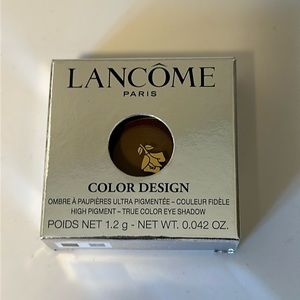 LANCÔME
PARIS
COLOR DESIGN
OMBRE À PAUPIÈRES ULTRA PIGMENTÉE – COULEUR FIDÈLE
HIGH PIGMENT – TRUE COLOR EYE SHADOW
POIDS NET 1.2 g - NET WT. 0.042 OZ.